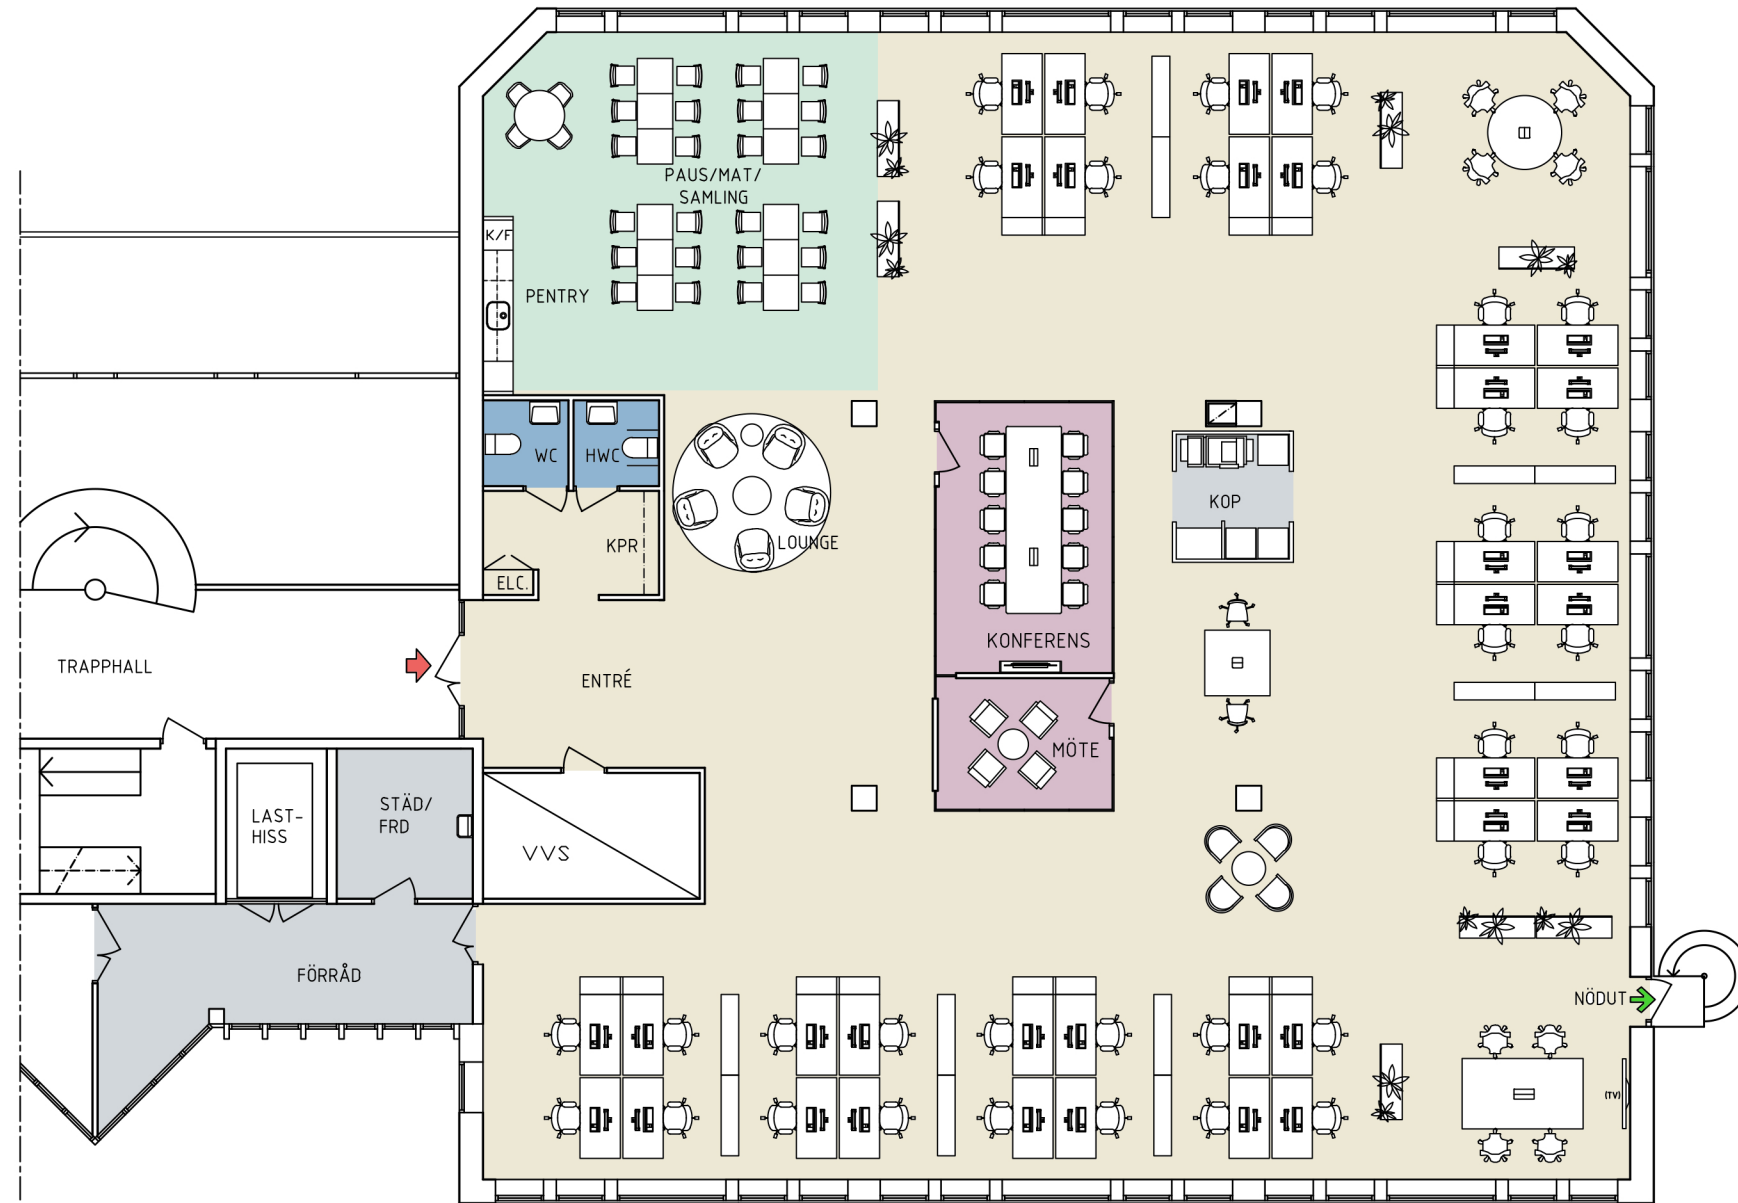 PAUS/MAT/
SAMLING
K/F
PENTRY
WC
HWC
KOP
LOUNGE
KPR
ELC.
KONFERENS
TRAPPHALL
ENTRÉ
MÖTE
STÄD/
FRD
LAST-
HISS
VVS
FÖRRÅD
NÖDUT
(TV)